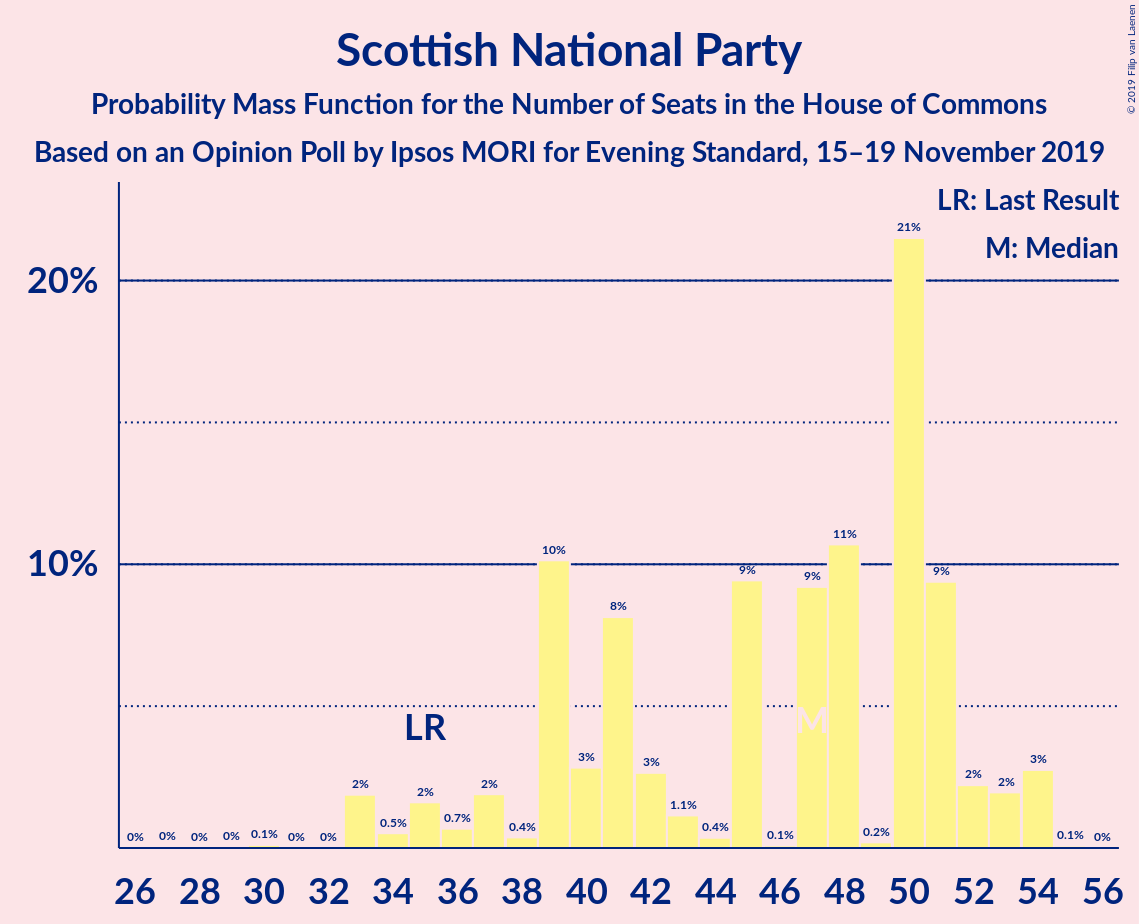 Scottish National Party
Probability Mass Function for the Number of Seats in the House of Commons
Based on an Opinion Poll by Ipsos MORI for Evening Standard, 15–19 November 2019
© 2019 Filip van Laenen
LR: Last Result
M: Median
20%
10%
0% 0% 0% 0% 0.1% 0% 0% 2% 0.5% 2% 0.7% 2% 0.4% 10% 3% 8% 3% 1.1% 0.4% 9% 0.1% 9% 11% 0.2% 21% 9% 2% 2% 3% 0.1% 0%
LR
M
26 28 30 32 34 36 38 40 42 44 46 48 50 52 54 56